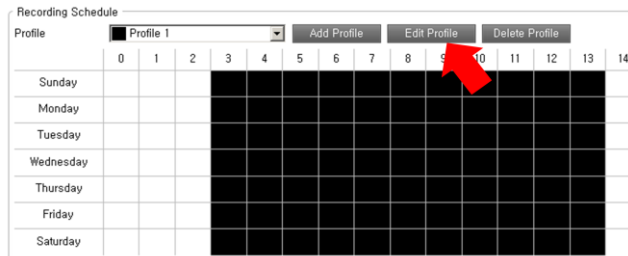 Recording Schedule
Profile Profile 1 Add Profile Edit Profile Delete Profile
0 1 2 3 4 5 6 7 8 9 10 11 12 13 14
Sunday
Monday
Tuesday
Wednesday
Thursday
Friday
Saturday